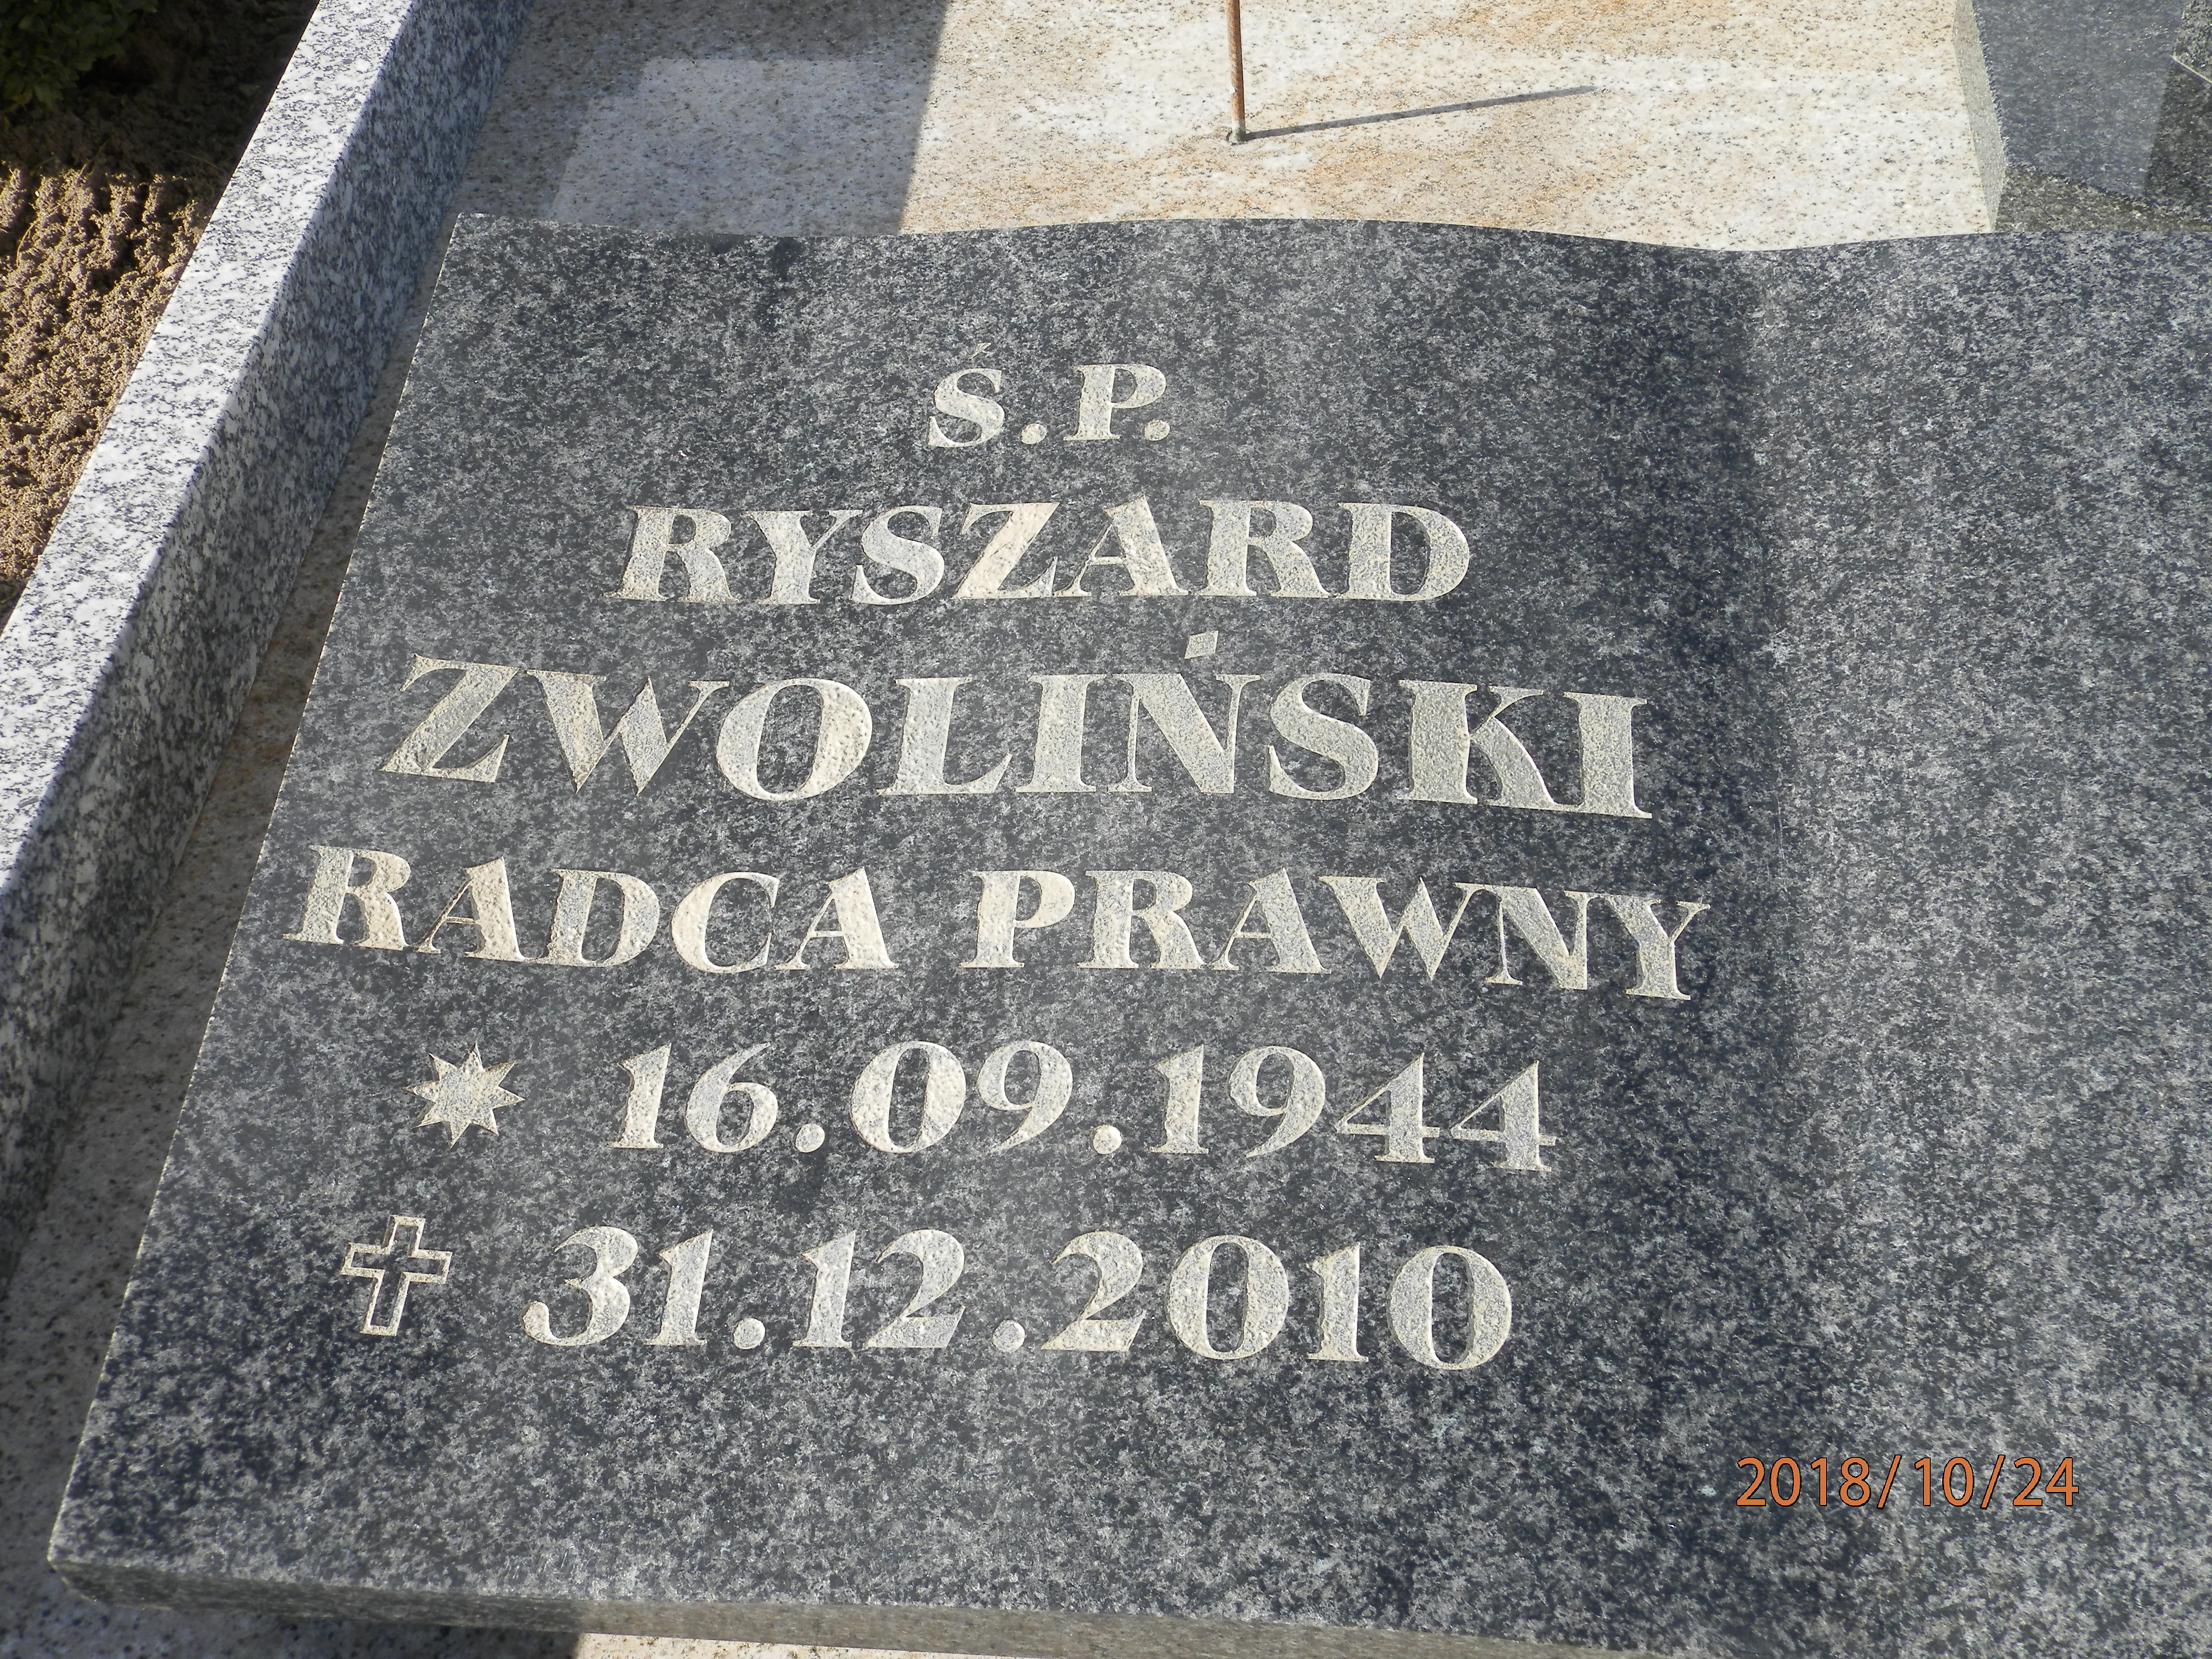 Ś.P.
RYSZARD
ZWOLIŃSKI
RADCA PRAWNY
16.09.1944
31.12.2010
2018/10/24